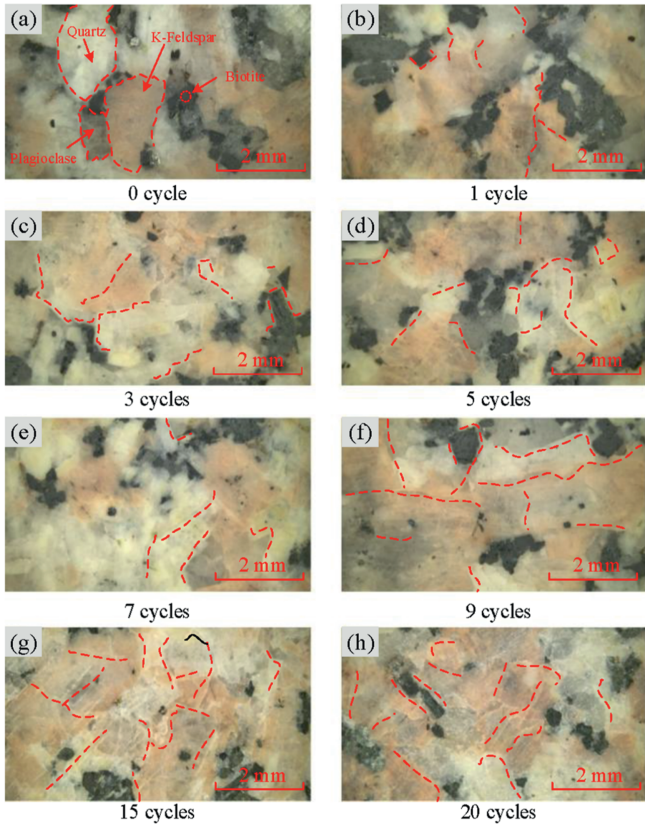 (a)
Quartz
K-Feldspar
Biotite
Plagioclase
2 mm
0 cycle
(b)
2 mm
1 cycle
(c)
2 mm
3 cycles
(d)
2 mm
5 cycles
(e)
2 mm
7 cycles
(f)
2 mm
9 cycles
(g)
2 mm
15 cycles
(h)
2 mm
20 cycles